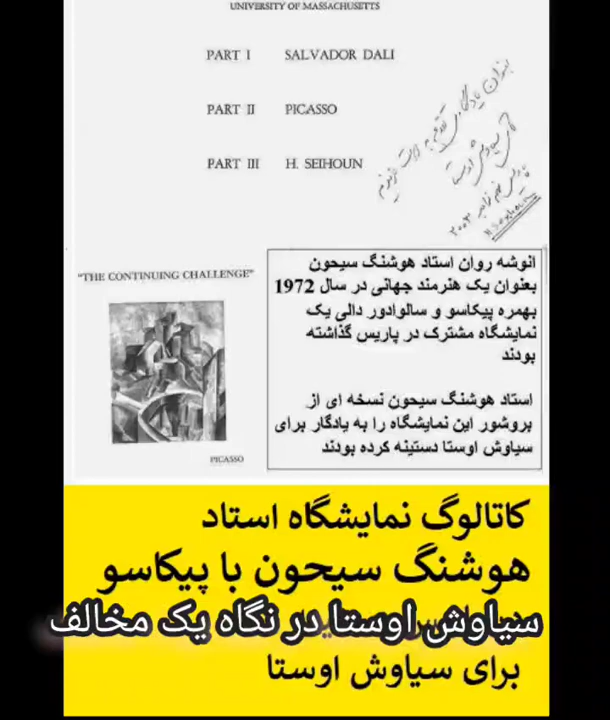 UNIVERSITY OF MASSACHUSETTS
PART I SALVADOR DALI
PART II PICASSO
PART III H. SEIHOUN
"THE CONTINUING CHALLENGE"
PICASSO
انوشه روان استاد هوشنگ سیحون
بعنوان یک هنرمند جهانی در سال 1972
بهمره پیکاسو و سالوادور دالی یک
نمایشگاه مشترک در پاریس گذاشته
بودند
استاد هوشنگ سیحون نسخه ای از
بروشور این نمایشگاه را به یادگار برای
سیاوش اوستا دستینه کرده بودند
کاتالوگ نمایشگاه استاد
هوشنگ سیحون با پیکاسو
سیاوش اوستا در نگاه یک مخالف
برای سیاوش اوستا